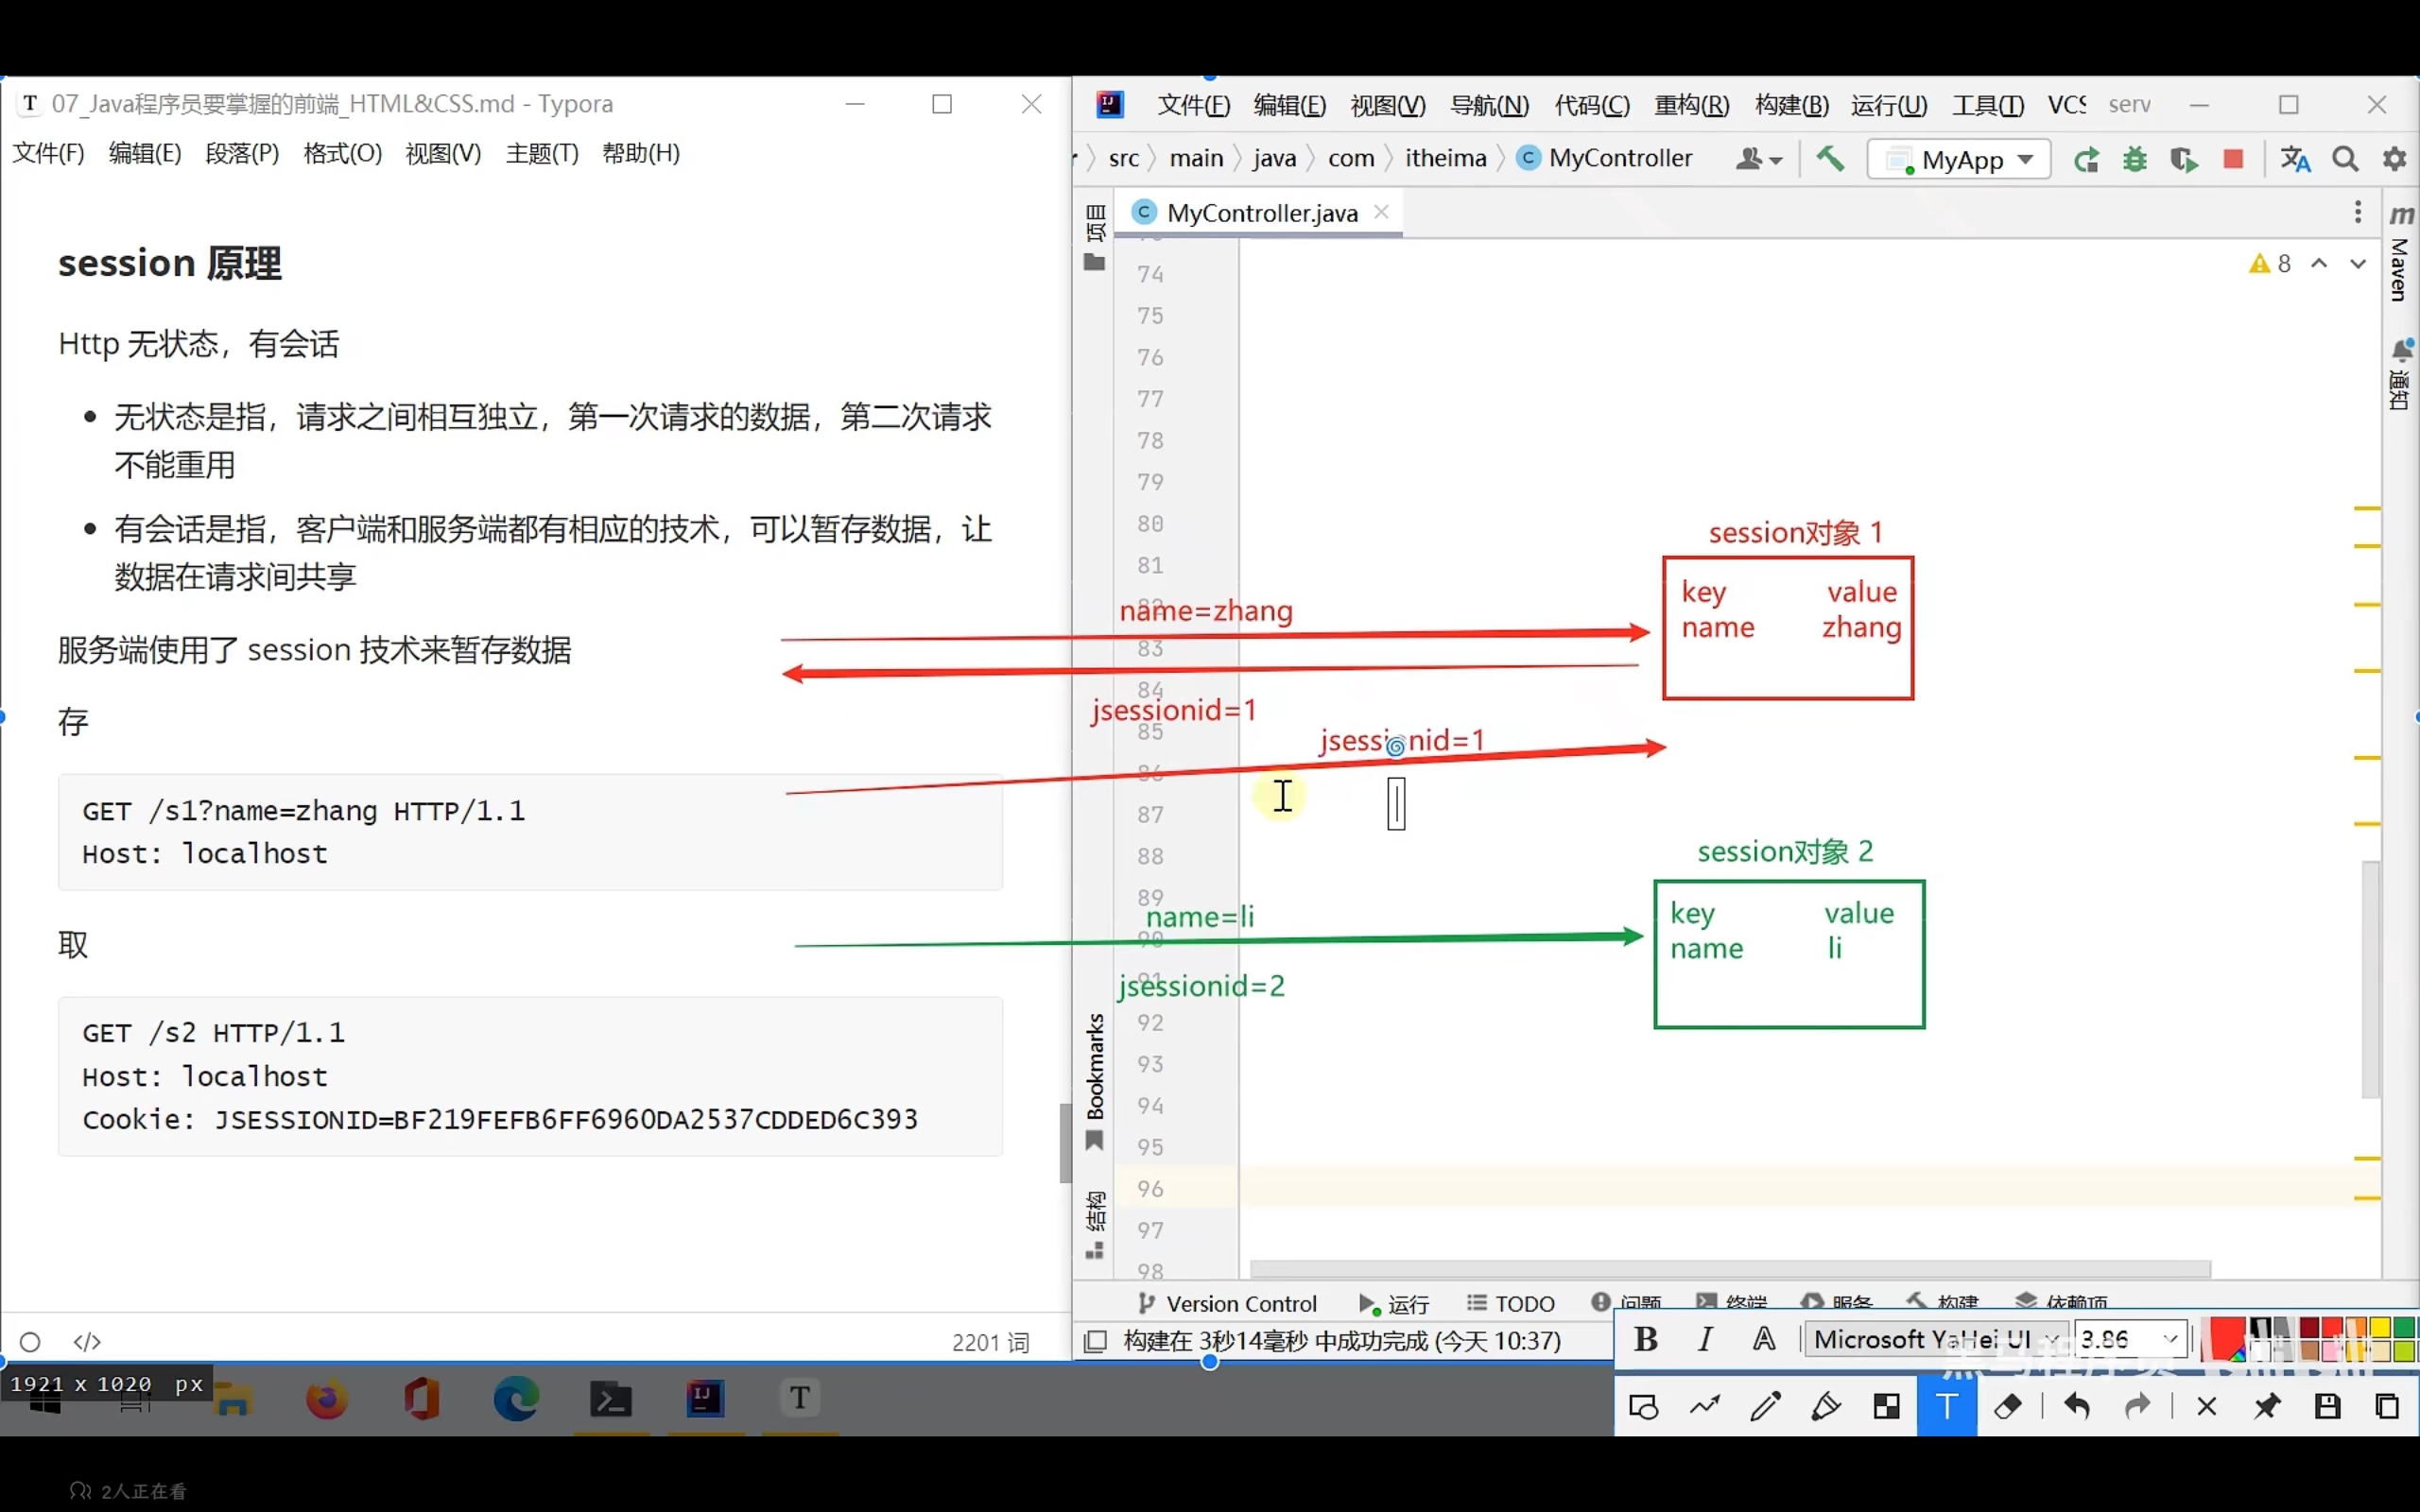 T 07_Java程序员要掌握的前端_HTML&CSS.md - Typora
文件(F) 编辑(E) 段落(P) 格式(O) 视图(V) 主题(T) 帮助(H)
session 原理
Http 无状态，有会话
无状态是指，请求之间相互独立，第一次请求的数据，第二次请求
不能重用
有会话是指，客户端和服务端都有相应的技术，可以暂存数据，让
数据在请求间共享
服务端使用了 session 技术来暂存数据
存
GET /s1?name=zhang HTTP/1.1
Host: localhost
取
GET /s2 HTTP/1.1
Host: localhost
Cookie: JSESSIONID=BF219FEFB6FF6960DA2537CDDED6C393
2201 词
文件(F) 编辑(E) 视图(V) 导航(N) 代码(C) 重构(R) 构建(B) 运行(U) 工具(T) VCS serv
src main java com itheima C MyController MyApp
项目
C MyController.java
m Maven
通知
8
74
75
76
77
78
79
80
81
session对象 1
key value
name=zhang
name zhang
83
84
jsessionid=1
85
jsessionid=1
86
87
88
session对象 2
89
key value
name=li
90
name li
91
jsessionid=2
92
93
94
95
96
97
98
Bookmarks
结构
Version Control 运行 TODO 问题 终端 服务 构建 依赖项
构建在 3秒14毫秒 中成功完成 (今天 10:37)
B I A Microsoft YaHei UI 3.86
黑马程序员 bilibili
1921 x 1020 px
T
T
2人正在看